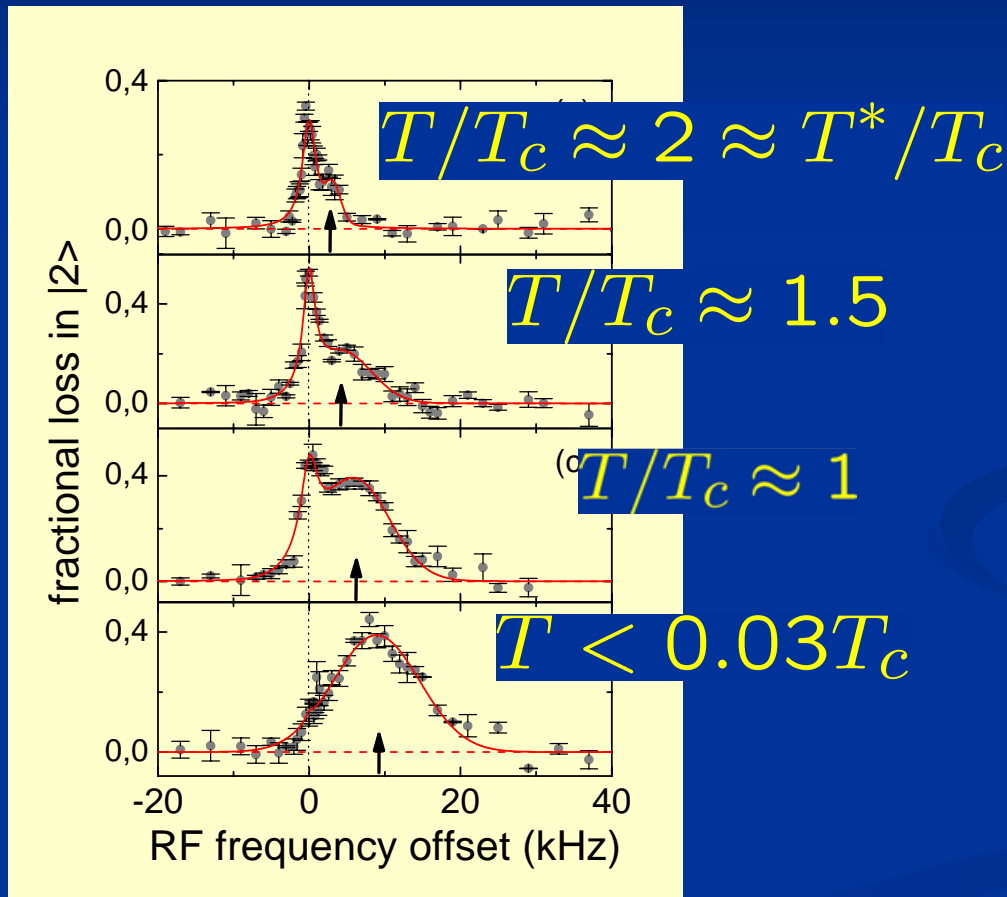 0,4
T/T_c ≈ 2 ≈ T*/T_c
0,0
0,4
T/T_c ≈ 1.5
0,0
0,4
T/T_c ≈ 1
0,0
0,4
T < 0.03T_c
0,0
-20 0 20 40
RF frequency offset (kHz)
fractional loss in |2>